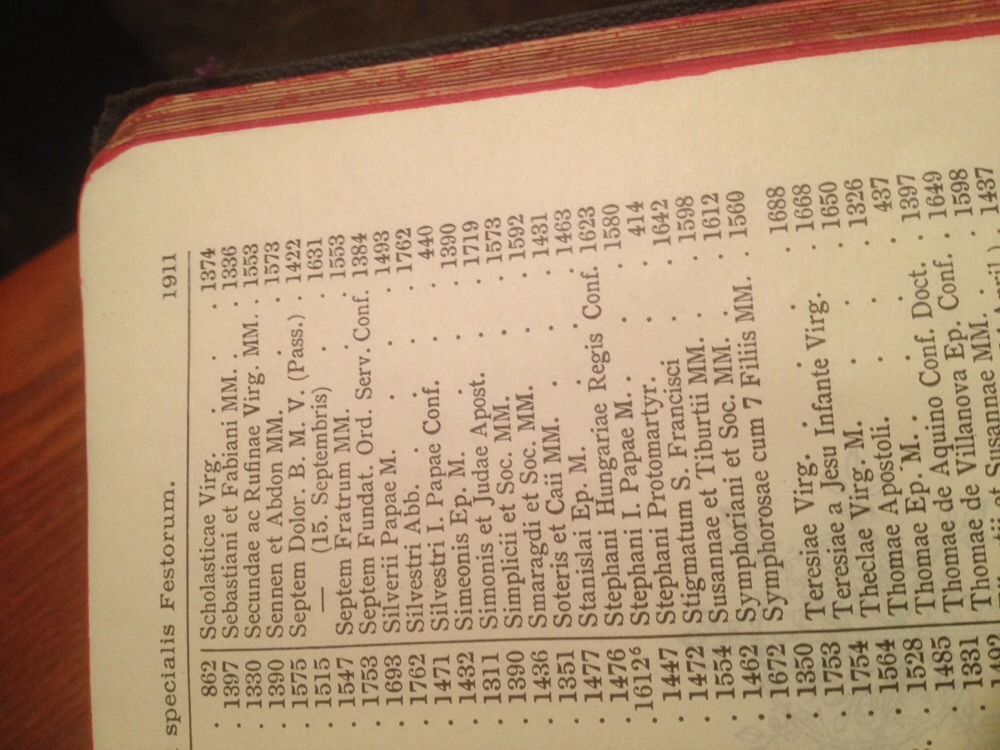 specialis Festorum. 1911
. 862
. 1397
. 1330
. 1390
. 1575
. 1515
. 1547
. 1753
. 1693
. 1762
. 1471
. 1432
. 1311
. 1390
. 1436
. 1351
. 1477
. 1476
. 1612⁶
. 1447
. 1472
. 1554
. 1462
. 1672
. 1350
. 1753
. 1754
. 1564
. 1528
. 1485
. 1331
Scholasticae Virg. . . . 1374
Sebastiani et Fabiani MM. . . 1336
Secundae ac Rufinae Virg. MM. . 1553
Sennen et Abdon MM. . . 1573
Septem Dolor. B. M. V. (Pass.) . 1422
— (15. Septembris) . . 1631
Septem Fratrum MM. . . 1553
Septem Fundat. Ord. Serv. Conf. 1384
Silverii Papae M. . . . 1493
Silvestri Abb. . . . 1762
Silvestri I. Papae Conf. . . 440
Simeonis Ep. M. . . . 1390
Simonis et Judae Apost. . . 1719
Simplicii et Soc. MM. . . 1573
Smaragdi et Soc. MM. . . 1592
Soteris et Caii MM. . . . 1431
Stanislai Ep. M. . . . 1463
Stephani Hungariae Regis Conf. 1623
Stephani I. Papae M. . . . 1580
Stephani Protomartyr. . . 414
Stigmatum S. Francisci . . 1642
Susannae et Tiburtii MM. . . 1598
Symphoriani et Soc. MM. . . 1612
Symphorosae cum 7 Filiis MM. . 1560
Teresiae Virg. . . . 1688
Teresiae a Jesu Infante Virg. . 1668
Theclae Virg. M. . . . 1650
Thomae Apostoli. . . . 1326
Thomae Ep. M. . . . 437
Thomae de Aquino Conf. Doct. . 1397
Thomae de Villanova Ep. Conf. . 1649
et Susannae MM. . . 1598
1437